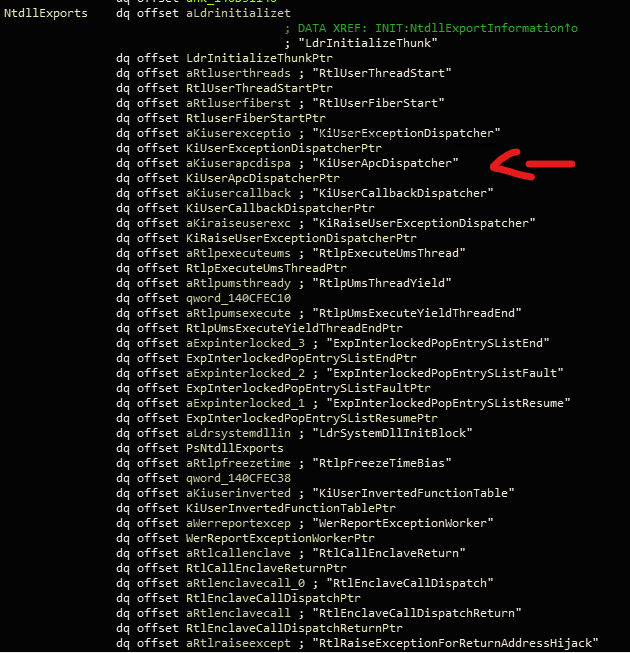 NtdllExports dq offset aLdrinitializet
; DATA XREF: INIT:NtdllExportInformation↑o
; "LdrInitializeThunk"
dq offset LdrInitializeThunkPtr
dq offset aRtluserthreads ; "RtlUserThreadStart"
dq offset RtlUserThreadStartPtr
dq offset aRtluserfiberst ; "RtlUserFiberStart"
dq offset RtluserFiberStartPtr
dq offset aKiuserexceptio ; "KiUserExceptionDispatcher"
dq offset KiUserExceptionDispatcherPtr
dq offset aKiuserapcdispa ; "KiUserApcDispatcher"
dq offset KiUserApcDispatcherPtr
dq offset aKiusercallback ; "KiUserCallbackDispatcher"
dq offset KiUserCallbackDispatcherPtr
dq offset aKiraiseuserexc ; "KiRaiseUserExceptionDispatcher"
dq offset KiRaiseUserExceptionDispatcherPtr
dq offset aRtlpexecuteums ; "RtlpExecuteUmsThread"
dq offset RtlpExecuteUmsThreadPtr
dq offset aRtlpumsthready ; "RtlpUmsThreadYield"
dq offset qword_140CFEC10
dq offset aRtlpumsexecute ; "RtlpUmsExecuteYieldThreadEnd"
dq offset RtlpUmsExecuteYieldThreadEndPtr
dq offset aExpinterlocked_3 ; "ExpInterlockedPopEntrySListEnd"
dq offset ExpInterlockedPopEntrySListEndPtr
dq offset aExpinterlocked_2 ; "ExpInterlockedPopEntrySListFault"
dq offset ExpInterlockedPopEntrySListFaultPtr
dq offset aExpinterlocked_1 ; "ExpInterlockedPopEntrySListResume"
dq offset ExpInterlockedPopEntrySListResumePtr
dq offset aLdrsystemdllin ; "LdrSystemDllInitBlock"
dq offset PsNtdllExports
dq offset aRtlpfreezetime ; "RtlpFreezeTimeBias"
dq offset qword_140CFEC38
dq offset aKiuserinverted ; "KiUserInvertedFunctionTable"
dq offset KiUserInvertedFunctionTablePtr
dq offset aWerreportexcep ; "WerReportExceptionWorker"
dq offset WerReportExceptionWorkerPtr
dq offset aRtlcallenclave ; "RtlCallEnclaveReturn"
dq offset RtlCallEnclaveReturnPtr
dq offset aRtlenclavecall_0 ; "RtlEnclaveCallDispatch"
dq offset RtlEnclaveCallDispatchPtr
dq offset aRtlenclavecall ; "RtlEnclaveCallDispatchReturn"
dq offset RtlEnclaveCallDispatchReturnPtr
dq offset aRtlraiseexcept ; "RtlRaiseExceptionForReturnAddressHijack"